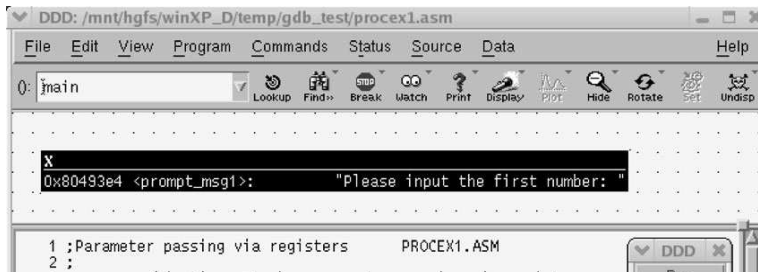 DDD: /mnt/hgfs/winXP_D/temp/gdb_test/procex1.asm
File Edit View Program Commands Status Source Data Help
(): main
Lookup Find>> Break Watch Print Display Plot Hide Rotate Set Undisp
X
0x80493e4 <prompt_msg1>: "Please input the first number: "
1 ;Parameter passing via registers PROCEX1.ASM
2 ;
DDD